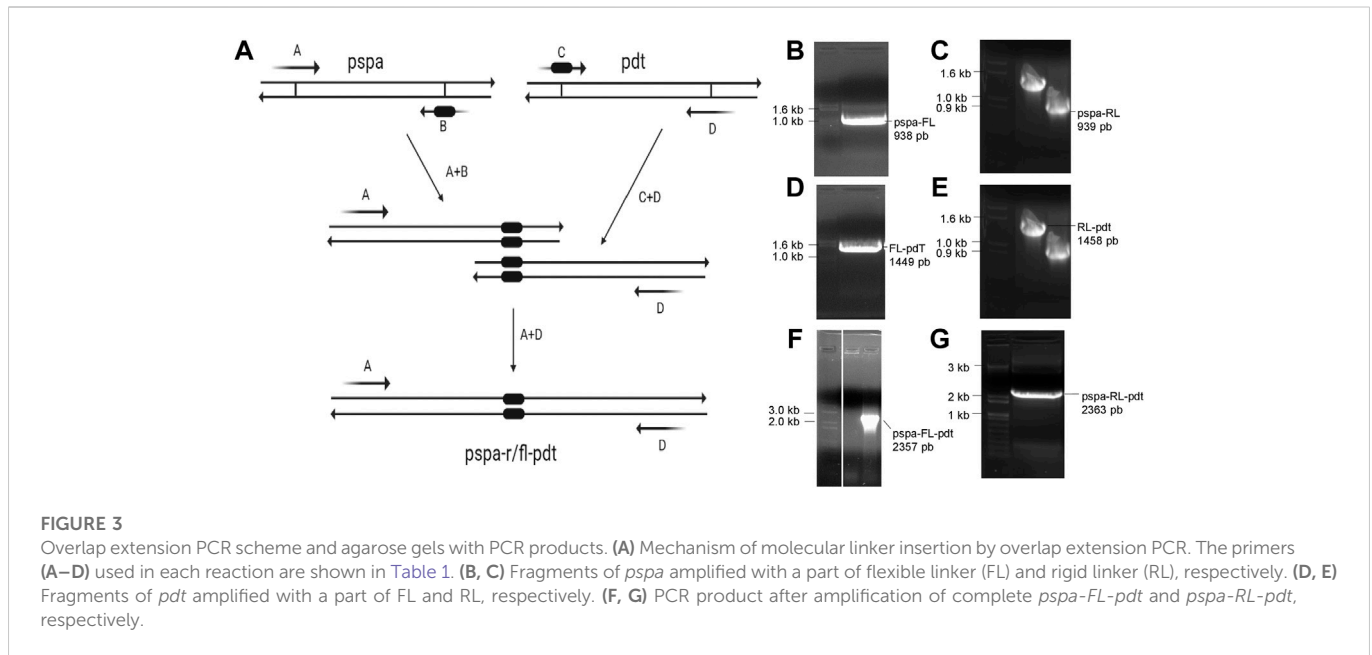 A
A
pspa
B
C
pdt
D
A+B
C+D
A
D
A+D
A
D
pspa-r/fl-pdt
B
1.6 kb
1.0 kb
pspa-FL
938 pb
C
1.6 kb
1.0 kb
0.9 kb
pspa-RL
939 pb
D
1.6 kb
1.0 kb
FL-pdT
1449 pb
E
1.6 kb
1.0 kb
0.9 kb
RL-pdt
1458 pb
F
3.0 kb
2.0 kb
pspa-FL-pdt
2357 pb
G
3 kb
2 kb
1 kb
pspa-RL-pdt
2363 pb
FIGURE 3
Overlap extension PCR scheme and agarose gels with PCR products. (A) Mechanism of molecular linker insertion by overlap extension PCR. The primers
(A–D) used in each reaction are shown in Table 1. (B, C) Fragments of pspa amplified with a part of flexible linker (FL) and rigid linker (RL), respectively. (D, E)
Fragments of pdt amplified with a part of FL and RL, respectively. (F, G) PCR product after amplification of complete pspa-FL-pdt and pspa-RL-pdt,
respectively.